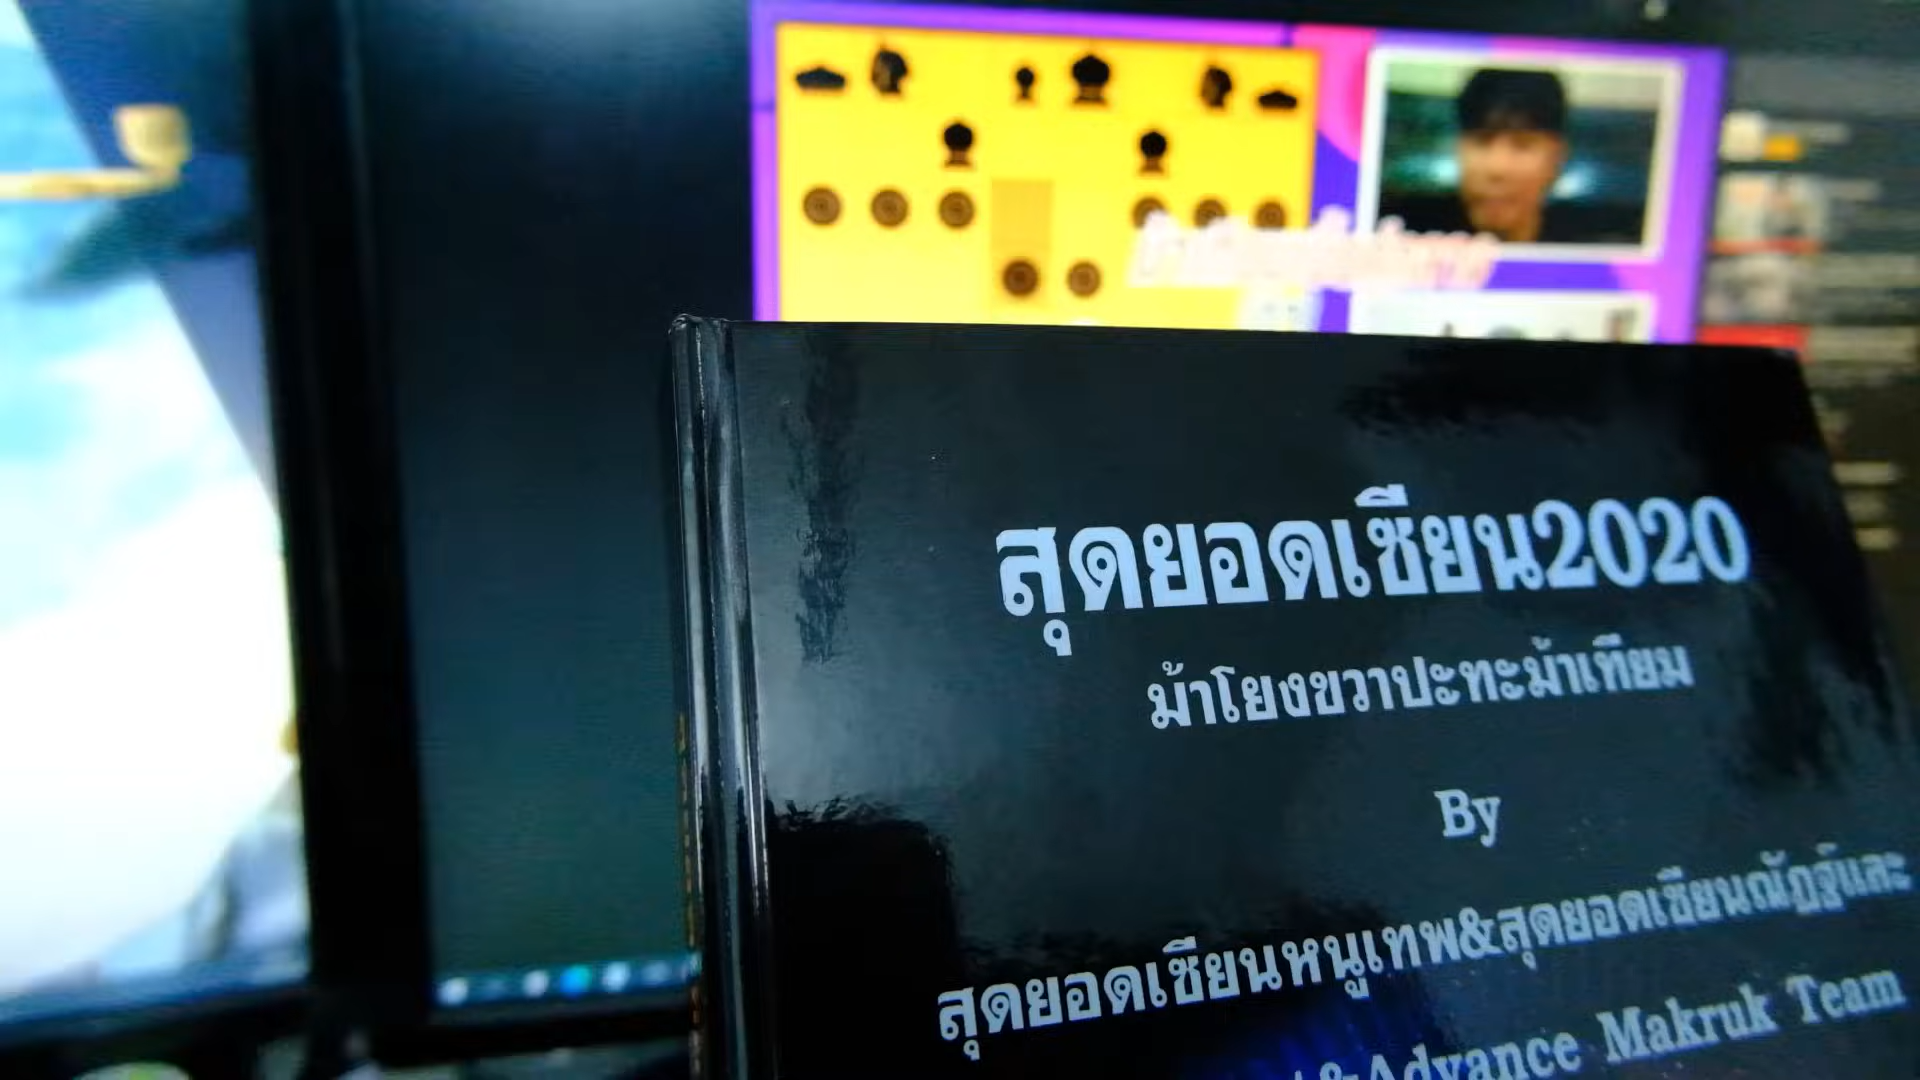 สุดยอดเซียน2020
ม้าโยงขวาปะทะม้าเทียม
By
สุดยอดเซียนหนูเทพ&สุดยอดเซียนณัฏฐ์และ
&Advance Makruk Team